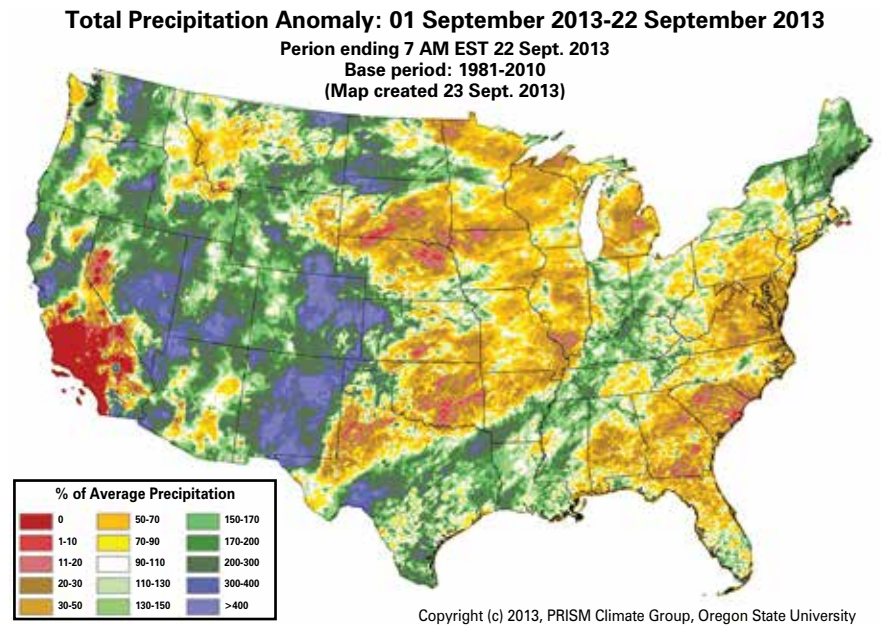 Total Precipitation Anomaly: 01 September 2013-22 September 2013
Perion ending 7 AM EST 22 Sept. 2013
Base period: 1981-2010
(Map created 23 Sept. 2013)
% of Average Precipitation
0 50-70 150-170
1-10 70-90 170-200
11-20 90-110 200-300
20-30 110-130 300-400
30-50 130-150 >400
Copyright (c) 2013, PRISM Climate Group, Oregon State University